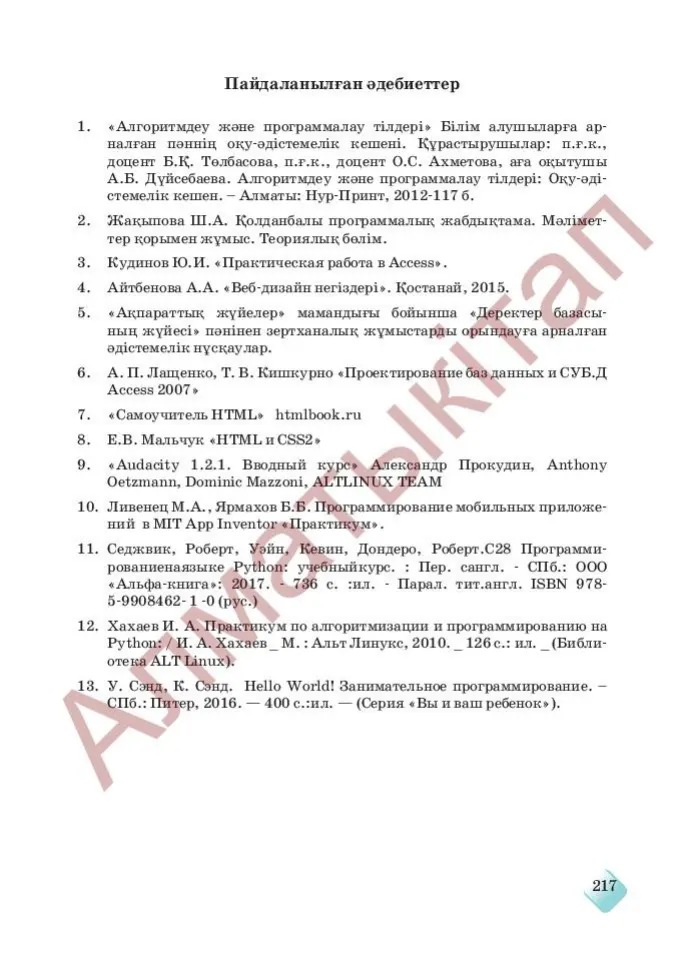 Пайдаланылған әдебиеттер
1. «Алгоритмдеу және программалау тілдері» Білім алушыларға ар-
налған пәннің оқу-әдістемелік кешені. Құрастырушылар: п.ғ.к.,
доцент Б.Қ. Төлбасова, п.ғ.к., доцент О.С. Ахметова, аға оқытушы
А.Б. Дүйсебаева. Алгоритмдеу және программалау тілдері: Оқу-әді-
стемелік кешен. – Алматы: Нур-Принт, 2012-117 б.
2. Жақыпова Ш.А. Қолданбалы программалық жабдықтама. Мәлімет-
тер қорымен жұмыс. Теориялық бөлім.
3. Кудинов Ю.И. «Практическая работа в Access».
4. Айтбенова А.А. «Веб-дизайн негіздері». Қостанай, 2015.
5. «Ақпараттық жүйелер» мамандығы бойынша «Деректер базасы-
ның жүйесі» пәнінен зертханалық жұмыстарды орындауға арналған
әдістемелік нұсқаулар.
6. А. П. Лащенко, Т. В. Кишкурно «Проектирование баз данных и СУБ.Д
Access 2007»
7. «Самоучитель HTML» htmlbook.ru
8. Е.В. Мальчук «HTML и CSS2»
9. «Audacity 1.2.1. Вводный курс» Александр Прокудин, Anthony
Oetzmann, Dominic Mazzoni, ALTLINUX TEAM
10. Ливенец М.А., Ярмахов Б.Б. Программирование мобильных приложе-
ний в MIT App Inventor «Практикум».
11. Седжвик, Роберт, Уэйн, Кевин, Дондеро, Роберт.С28 Программи-
рованиенаязыке Python: учебныйкурс. : Пер. сангл. - СПб.: ООО
«Альфа-книга»: 2017. - 736 с. :ил. - Парал. тит.англ. ISBN 978-
5-9908462- 1 -0 (рус.)
12. Хахаев И. А. Практикум по алгоритмизации и программированию на
Python: / И. А. Хахаев _ М. : Альт Линукс, 2010. _ 126 с.: ил. _ (Библи-
отека ALT Linux).
13. У. Сэнд, К. Сэнд. Hello World! Занимательное программирование. –
СПб.: Питер, 2016. — 400 с.:ил. — (Серия «Вы и ваш ребенок»).
217
Алматыкітап